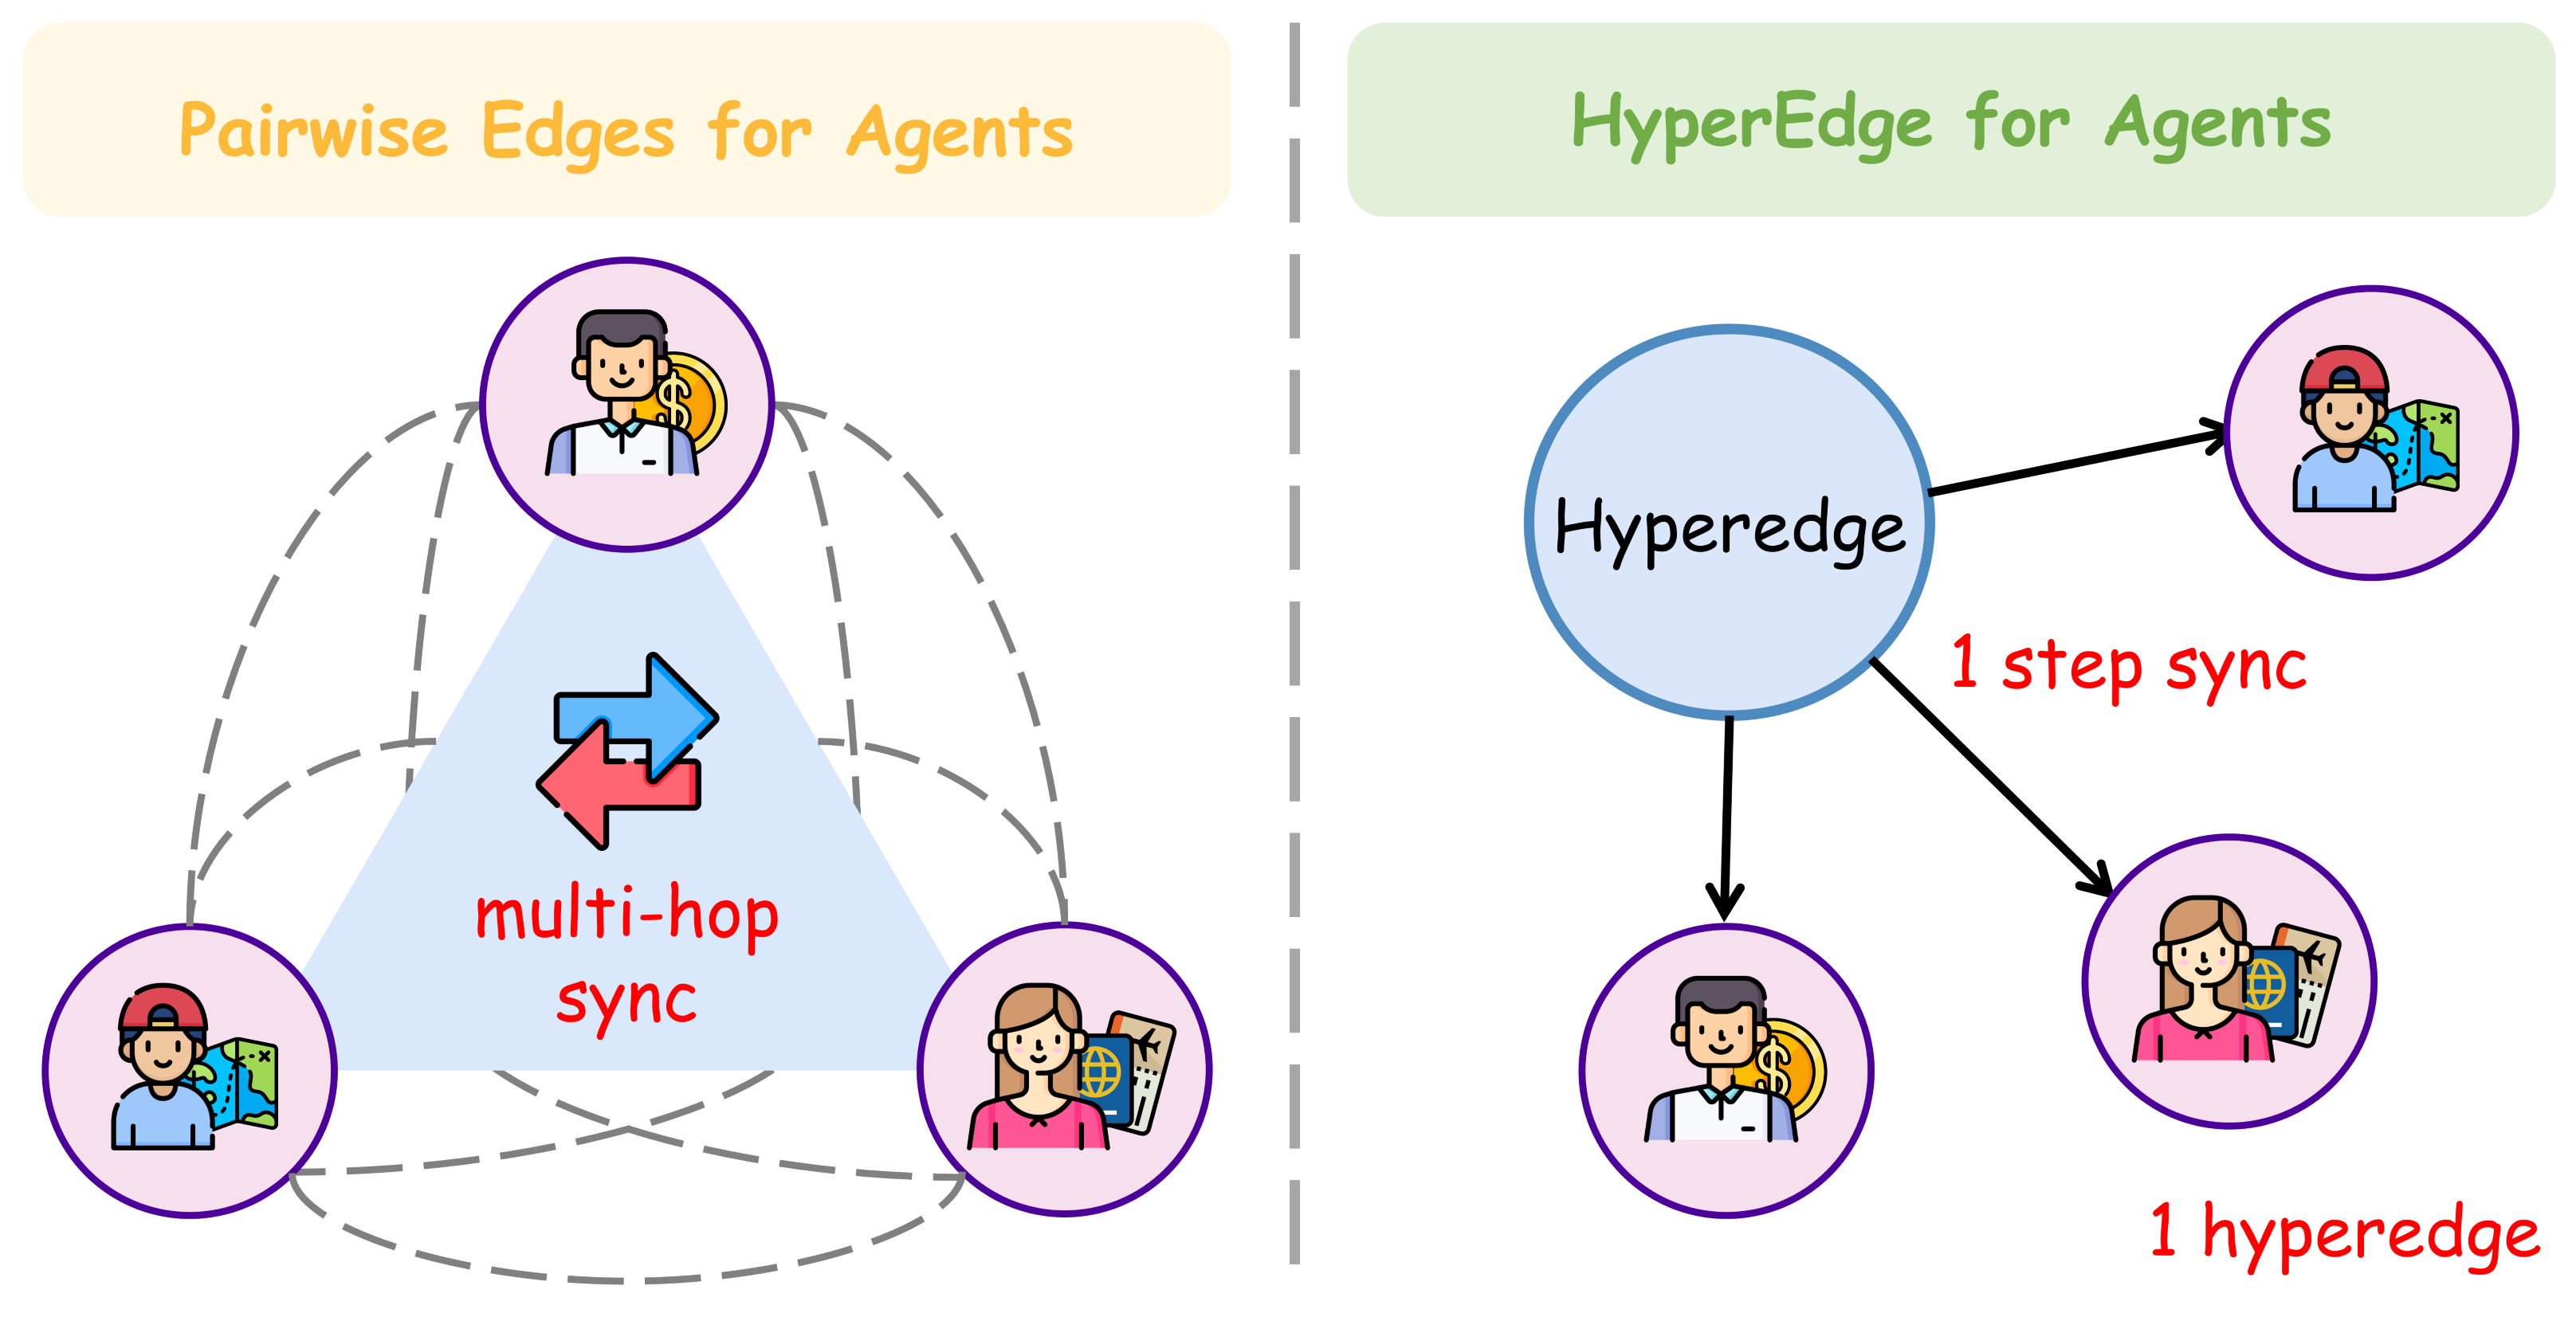 Pairwise Edges for Agents
multi-hop
sync
HyperEdge for Agents
Hyperedge
1 step sync
1 hyperedge